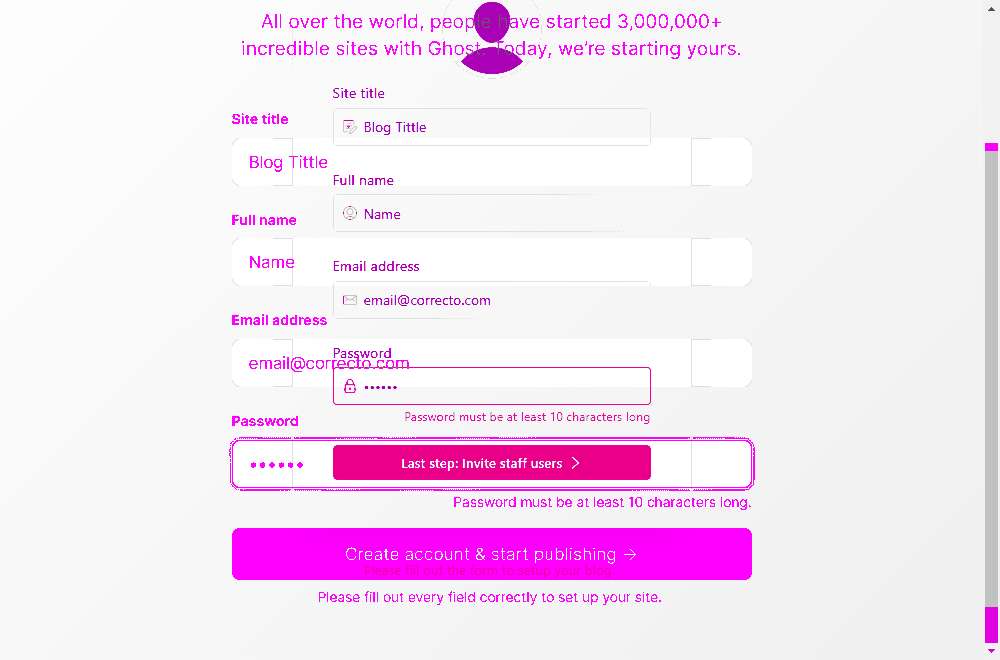 All over the world, people have started 3,000,000+
incredible sites with Ghost. Today, we’re starting yours.
Site title
Site title
Blog Tittle
Blog Tittle
Full name
Name
Full name
Name
Email address
email@correcto.com
Email address
Password
email@correcto.com
••••••
Password must be at least 10 characters long
Password
••••••
Last step: Invite staff users
Password must be at least 10 characters long.
Create account & start publishing →
Please fill out the form to setup your blog.
Please fill out every field correctly to set up your site.